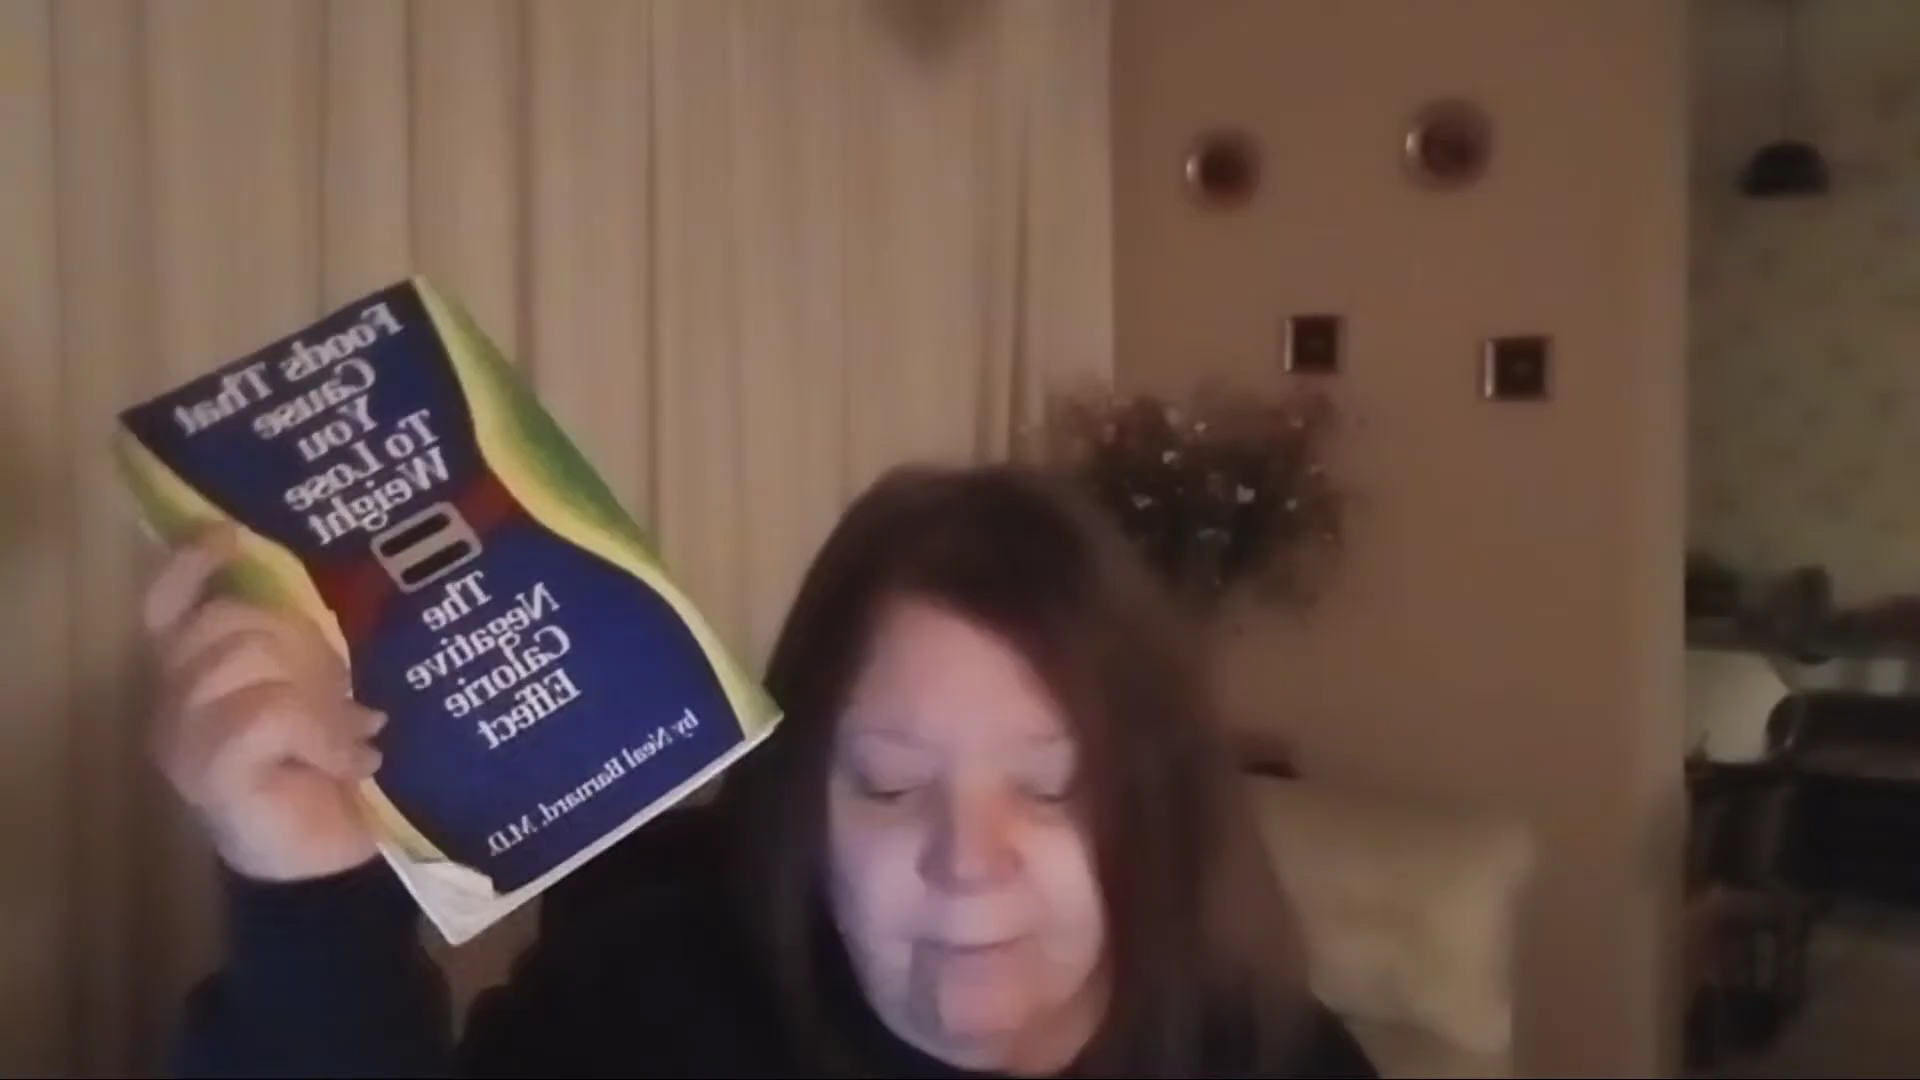 Foods That
Cause
You
To Lose
Weight
The
Negative
Calorie
Effect
by Neal Barnard, M.D.